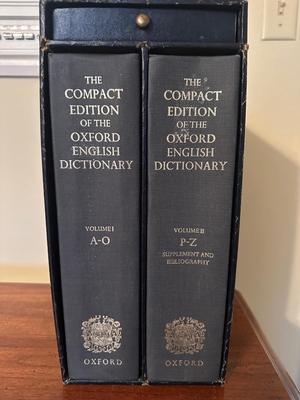 THE
COMPACT
EDITION
OF THE
OXFORD
ENGLISH
DICTIONARY
VOLUME I
A-O
OXFORD
THE
COMPACT
EDITION
OF THE
OXFORD
ENGLISH
DICTIONARY
VOLUME II
P-Z
SUPPLEMENT AND
BIBLIOGRAPHY
OXFORD